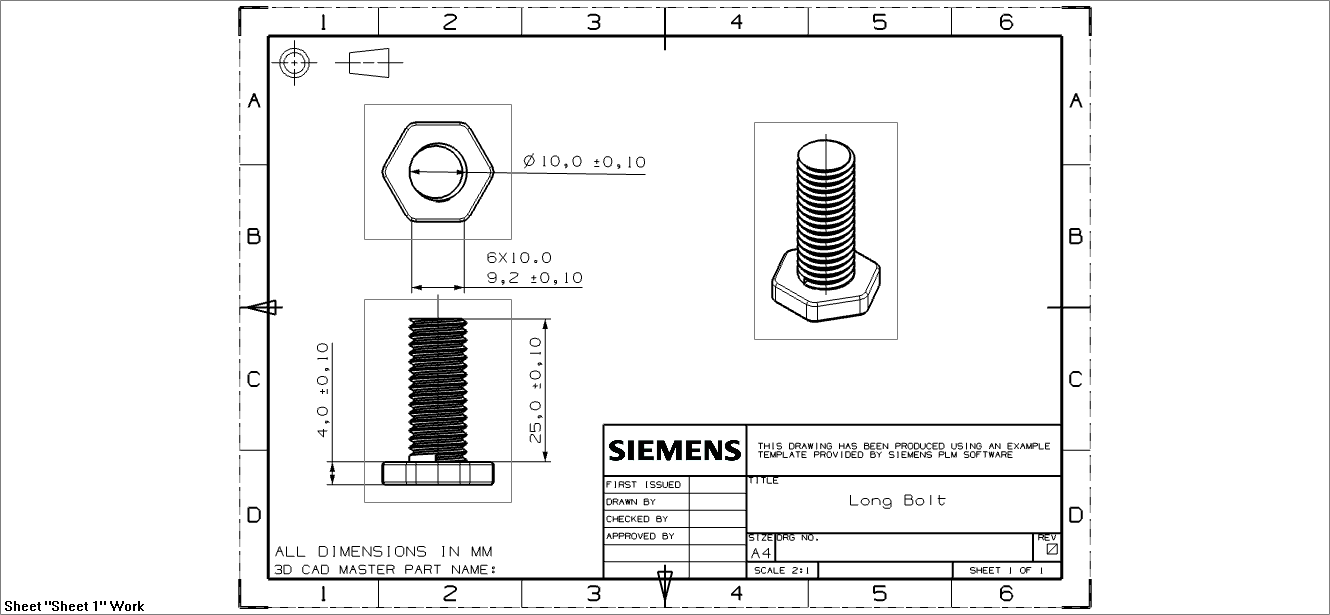 1 2 3 4 5 6
A A
Ø10,0 ±0,10
B B
6X10.0
9,2 ±0,10
4,0 ±0,10
25,0 ±0,10
C C
SIEMENS
THIS DRAWING HAS BEEN PRODUCED USING AN EXAMPLE
TEMPLATE PROVIDED BY SIEMENS PLM SOFTWARE
FIRST ISSUED
DRAWN BY
CHECKED BY
APPROVED BY
TITLE
Long Bolt
D D
SIZE DRG NO. REV
A4
SCALE 2:1 SHEET 1 OF 1
ALL DIMENSIONS IN MM
3D CAD MASTER PART NAME:
1 2 3 4 5 6
Sheet "Sheet 1" Work